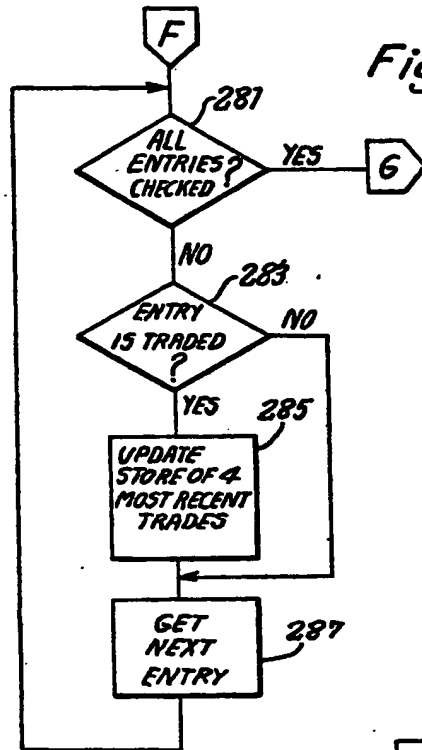 F
Fig
281
ALL
ENTRIES ?
CHECKED
YES
G
NO
283
ENTRY
IS TRADED
?
NO
YES
285
UPDATE
STORE OF 4
MOST RECENT
TRADES
GET
NEXT
ENTRY
287